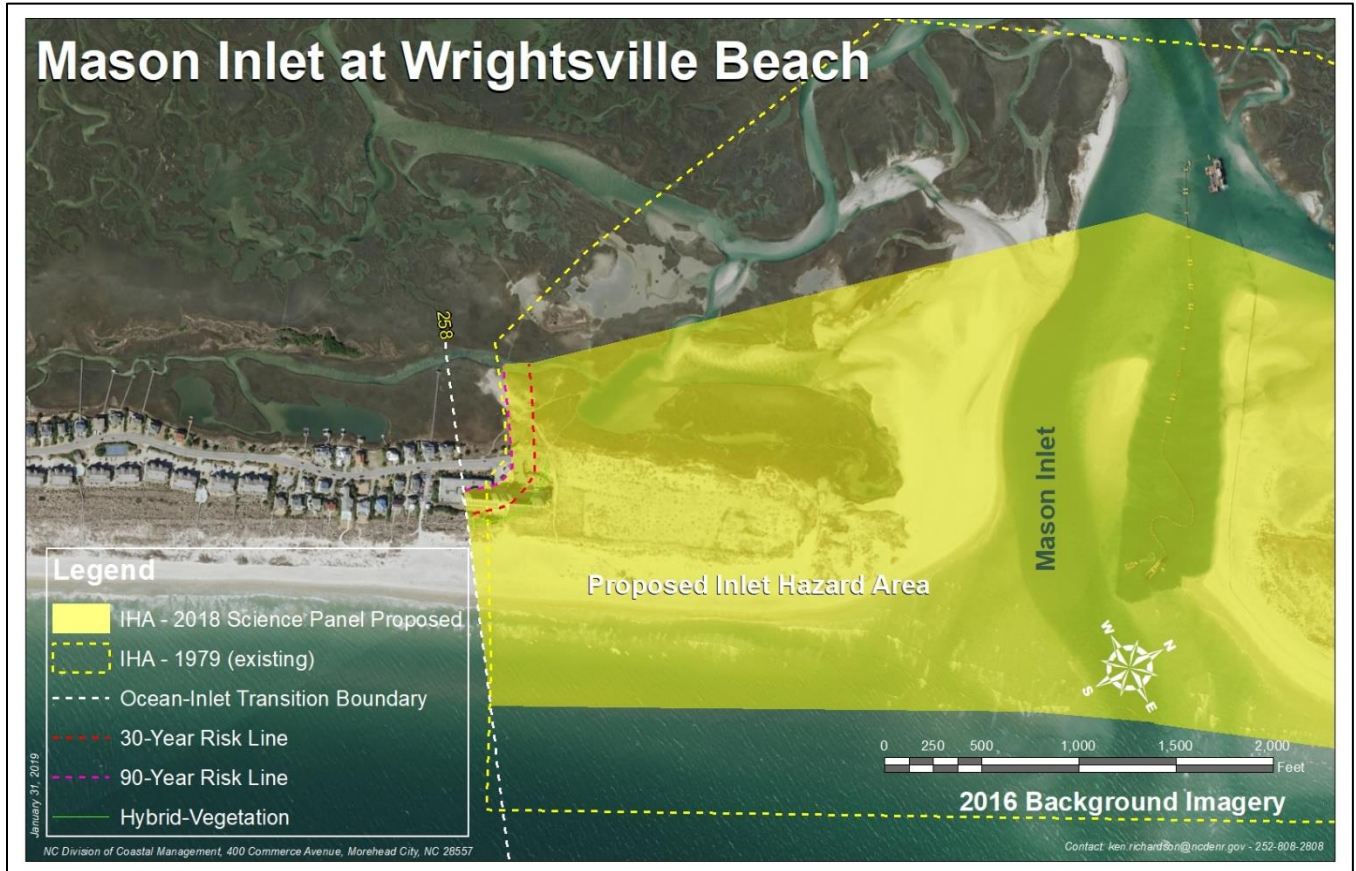 Mason Inlet at Wrightsville Beach
258
Mason Inlet
Proposed Inlet Hazard Area
Legend
IHA - 2018 Science Panel Proposed
IHA - 1979 (existing)
Ocean-Inlet Transition Boundary
30-Year Risk Line
90-Year Risk Line
Hybrid-Vegetation
W
N
S
E
0 250 500 1,000 1,500 2,000
Feet
2016 Background Imagery
January 31, 2019
NC Division of Coastal Management, 400 Commerce Avenue, Morehead City, NC 28557
Contact: ken.richardson@ncdenr.gov - 252-808-2808